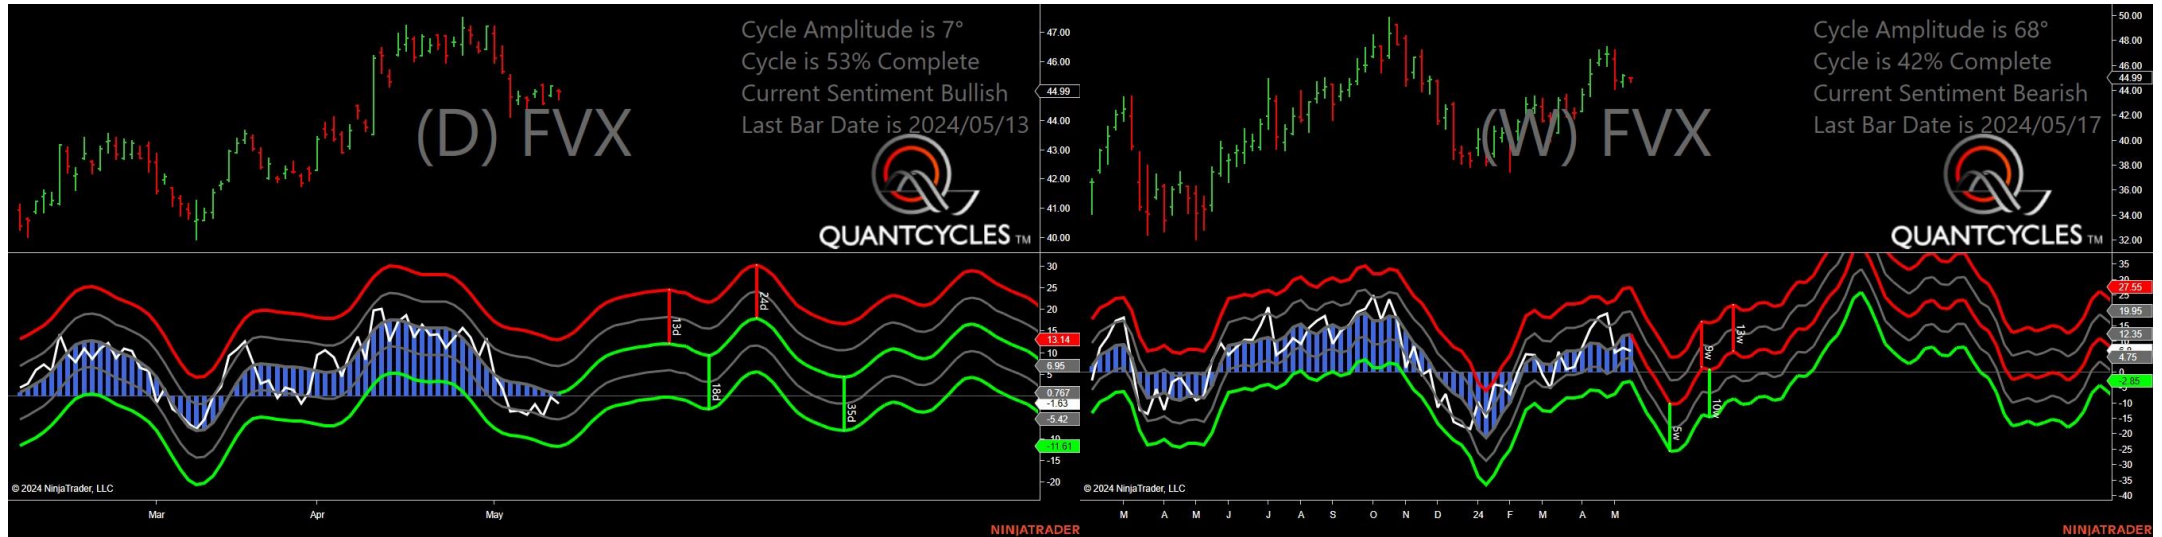 Cycle Amplitude is 7°
Cycle is 53% Complete
Current Sentiment Bullish
Last Bar Date is 2024/05/13
(D) FVX
QUANTCYCLES TM
47.00
46.00
44.99
44.00
43.00
42.00
41.00
40.00
30
25
20
15
13.14
10
6.95
5
0.767
-1.63
-5.42
-11.61
-15
-20
13d
18d
24d
35d
© 2024 NinjaTrader, LLC
Mar Apr May
NINJATRADER
Cycle Amplitude is 68°
Cycle is 42% Complete
Current Sentiment Bearish
Last Bar Date is 2024/05/17
(W) FVX
QUANTCYCLES TM
50.00
48.00
46.00
44.99
44.00
42.00
40.00
38.00
36.00
34.00
32.00
35
27.55
25
19.95
12.35
4.75
0
-2.85
-10
-15
-20
-25
-30
-35
-40
5w
9w
10w
13w
© 2024 NinjaTrader, LLC
M A M J J A S O N D 24 F M A M
NINJATRADER